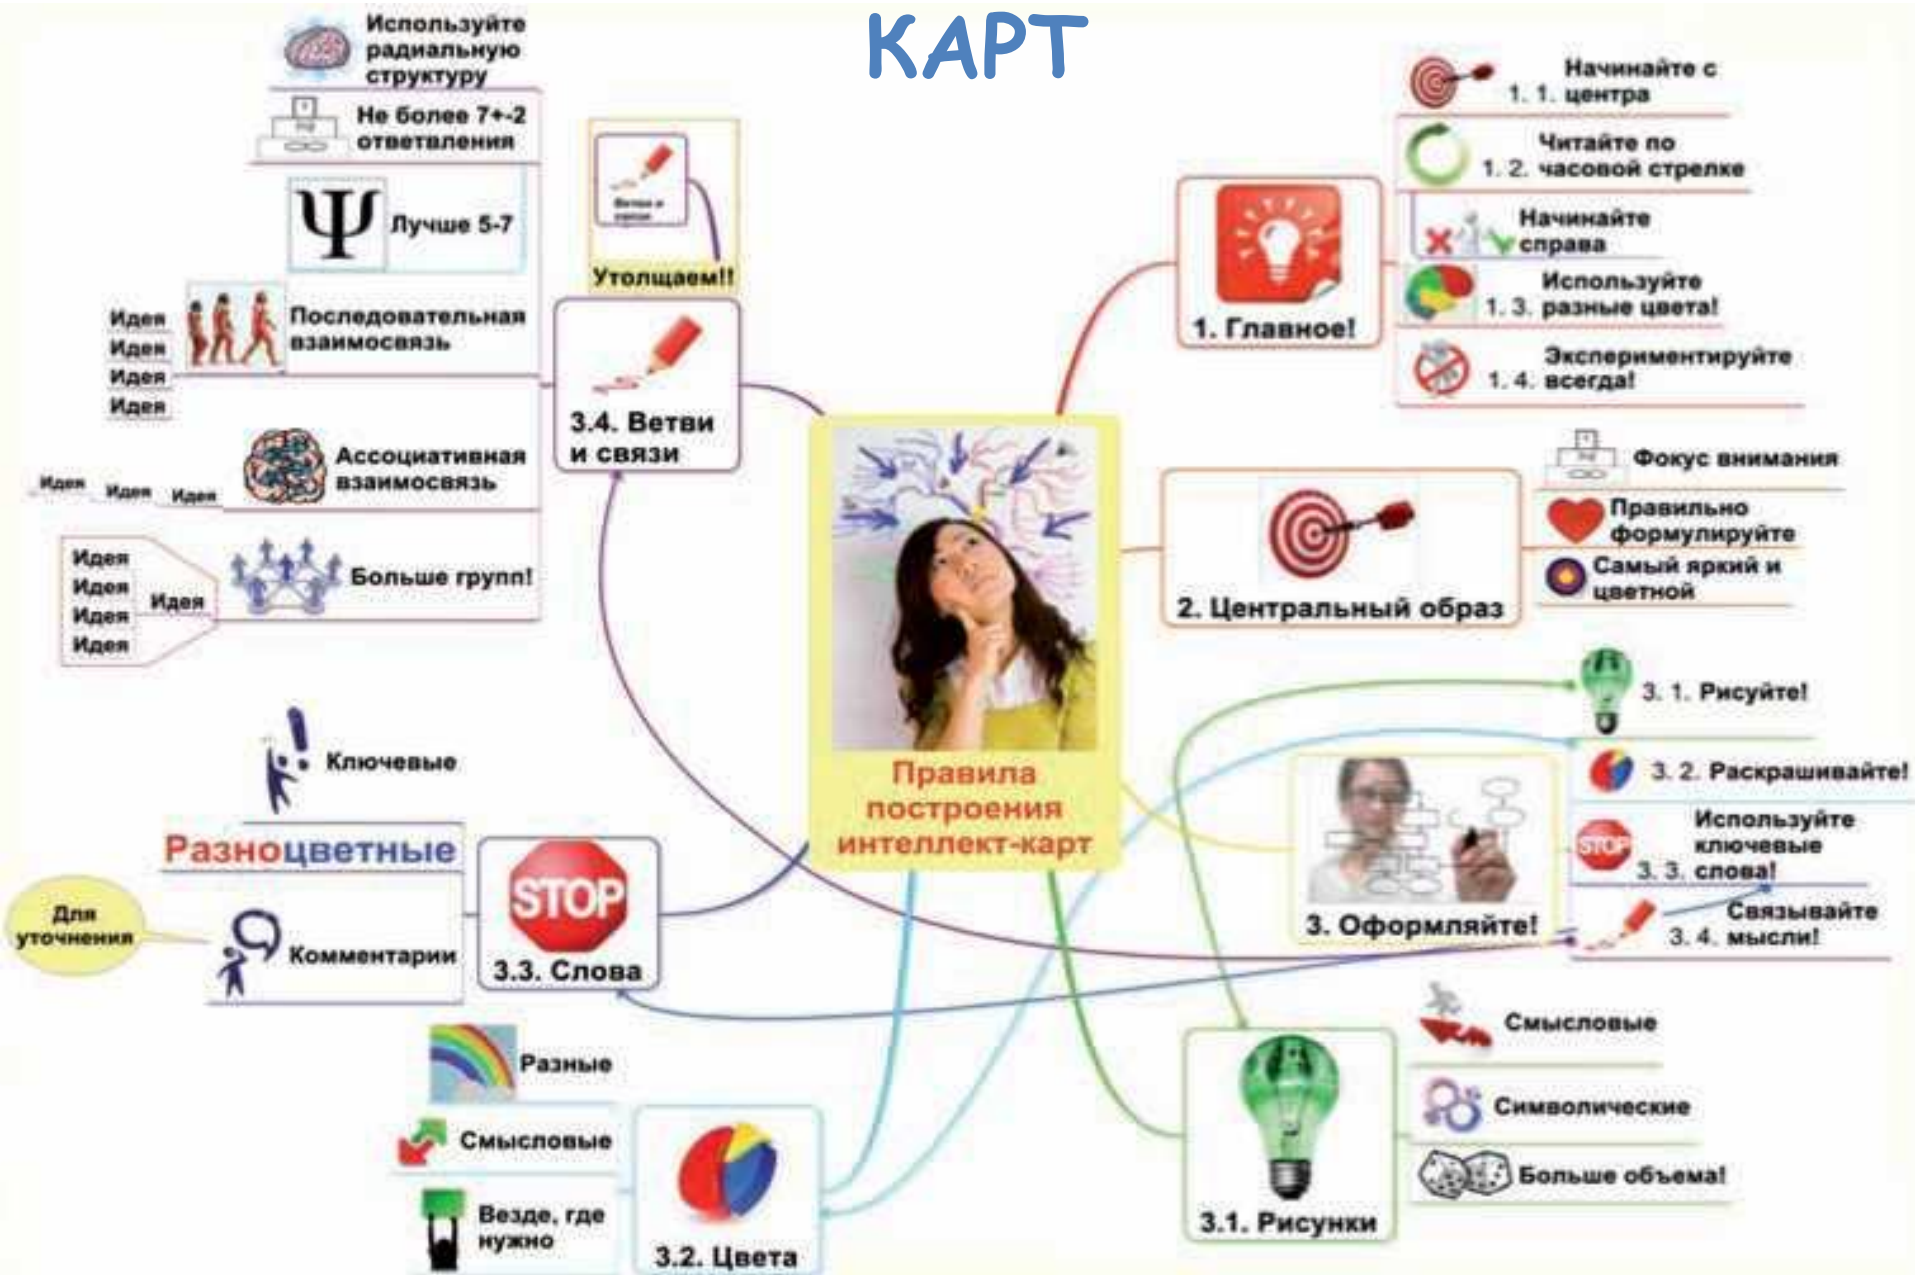 КАРТ
Используйте
радиальную
структуру
Не более 7+-2
ответвления
Лучше 5-7
Последовательная
взаимосвязь
Идея
Идея
Идея
Идея
Ассоциативная
взаимосвязь
Идея
Идея
Идея
Больше групп!
Идея
Идея
Идея
Идея
Идея
Ветви и
связи
Утолщаем!!
3.4. Ветви
и связи
1. Главное!
Начинайте с
1. 1. центра
Читайте по
1. 2. часовой стрелке
Начинайте
справа
Используйте
1. 3. разные цвета!
Экспериментируйте
1. 4. всегда!
2. Центральный образ
Фокус внимания
Правильно
формулируйте
Самый яркий и
цветной
Правила
построения
интеллект-карт
3. Оформляйте!
3. 1. Рисуйте!
3. 2. Раскрашивайте!
STOP
Используйте
ключевые
3. 3. слова!
Связывайте
3. 4. мысли!
3.1. Рисунки
Смысловые
Символические
Больше объема!
3.2. Цвета
Разные
Смысловые
Везде, где
нужно
STOP
3.3. Слова
Ключевые
Разноцветные
Комментарии
Для
уточнения